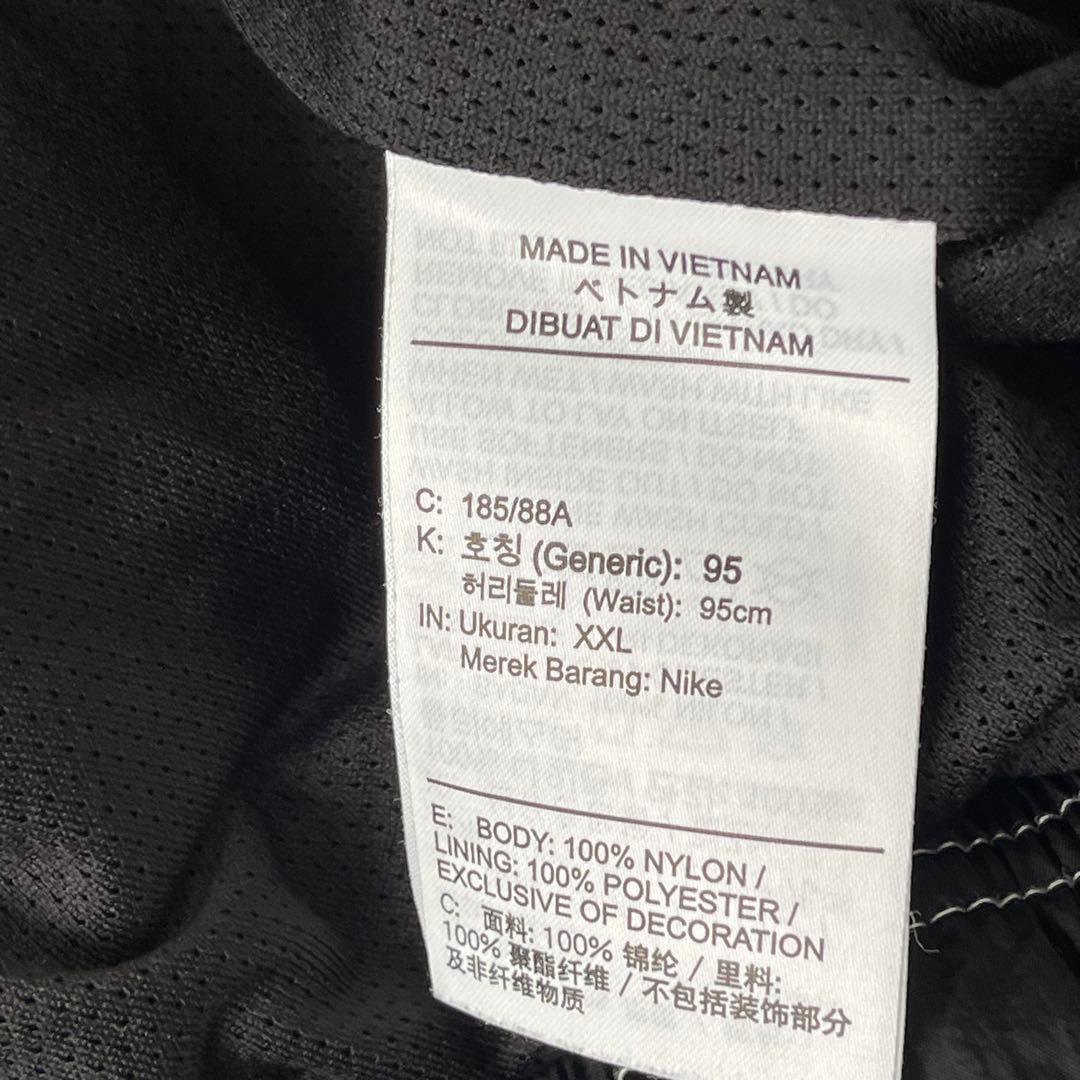 MADE IN VIETNAM
ベトナム製
DIBUAT DI VIETNAM
C: 185/88A
K: 호칭 (Generic): 95
허리둘레 (Waist): 95cm
IN: Ukuran: XXL
Merek Barang: Nike
E: BODY: 100% NYLON /
LINING: 100% POLYESTER /
EXCLUSIVE OF DECORATION
C: 面料: 100% 锦纶 / 里料:
100% 聚酯纤维 / 不包括装饰部分
及非纤维物质